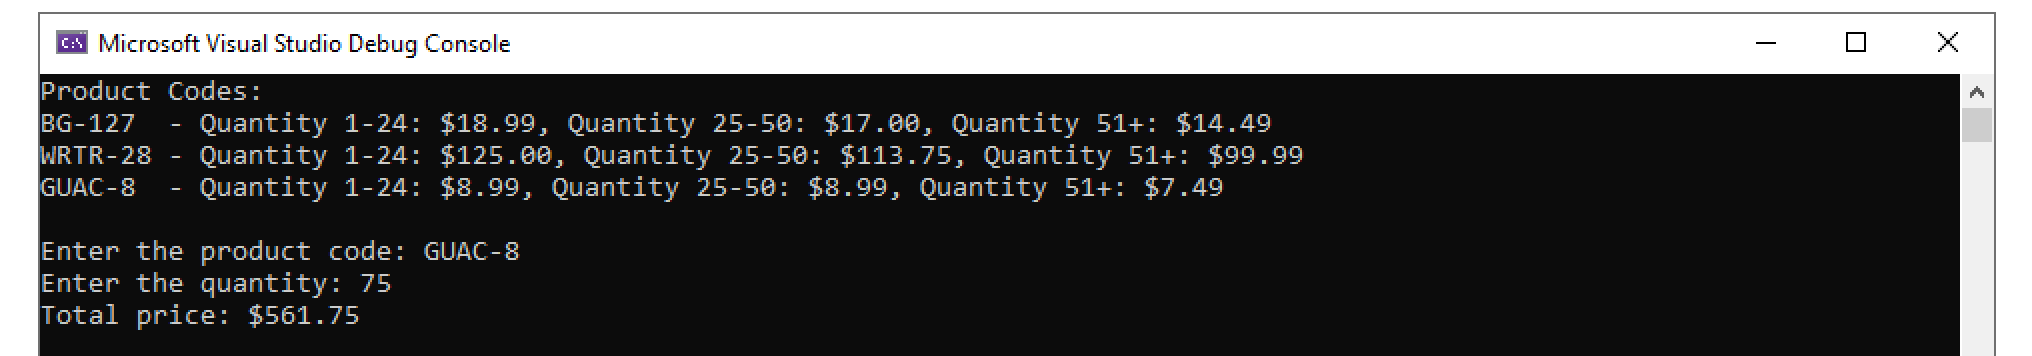 Microsoft Visual Studio Debug Console
Product Codes:
BG-127  - Quantity 1-24: $18.99, Quantity 25-50: $17.00, Quantity 51+: $14.49
WRTR-28 - Quantity 1-24: $125.00, Quantity 25-50: $113.75, Quantity 51+: $99.99
GUAC-8  - Quantity 1-24: $8.99, Quantity 25-50: $8.99, Quantity 51+: $7.49
Enter the product code: GUAC-8
Enter the quantity: 75
Total price: $561.75